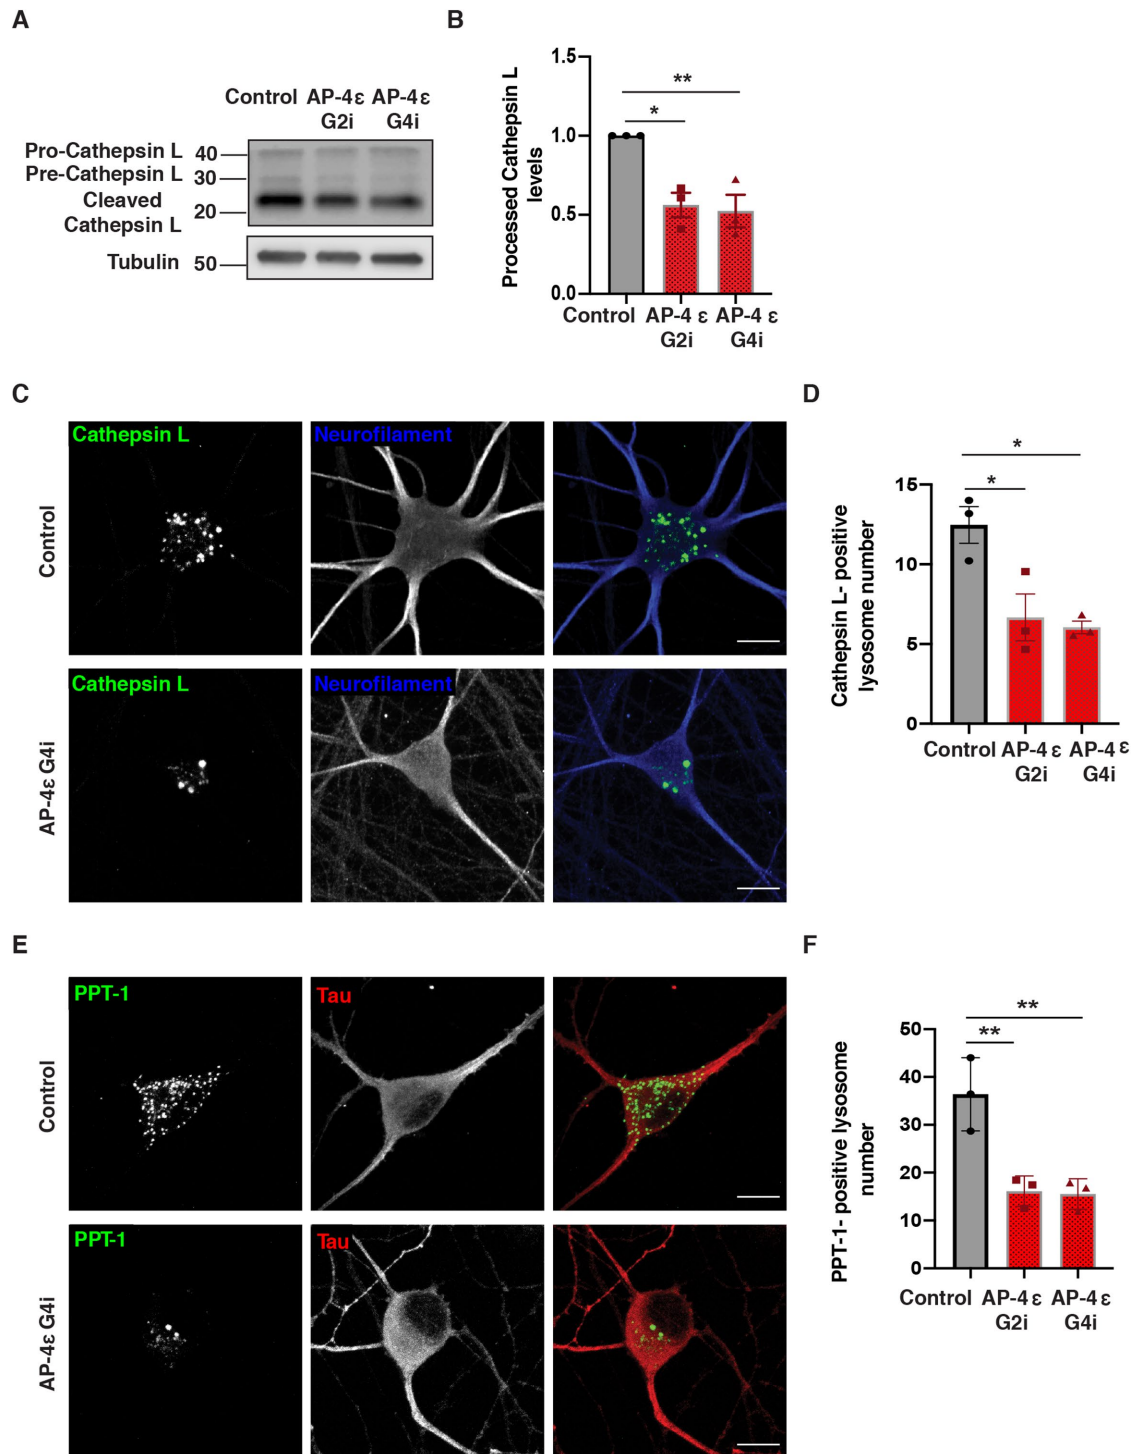 A
Control AP-4ε AP-4ε
G2i G4i
Pro-Cathepsin L 40
Pre-Cathepsin L 30
Cleaved
20
Cathepsin L
Tubulin 50
B
Processed Cathepsin L
levels
1.5
1.0
0.5
0.0
**
*
Control AP-4 ε AP-4 ε
G2i G4i
C
Cathepsin L Neurofilament
Control
Cathepsin L Neurofilament
AP-4ε G4i
D
Cathepsin L- positive
lysosome number
15
10
5
0
*
*
Control AP-4 ε AP-4 ε
G2i G4i
E
PPT-1 Tau
Control
PPT-1 Tau
AP-4ε G4i
F
PPT-1- positive lysosome
number
50
40
30
20
10
0
**
**
Control AP-4 ε AP-4 ε
G2i G4i